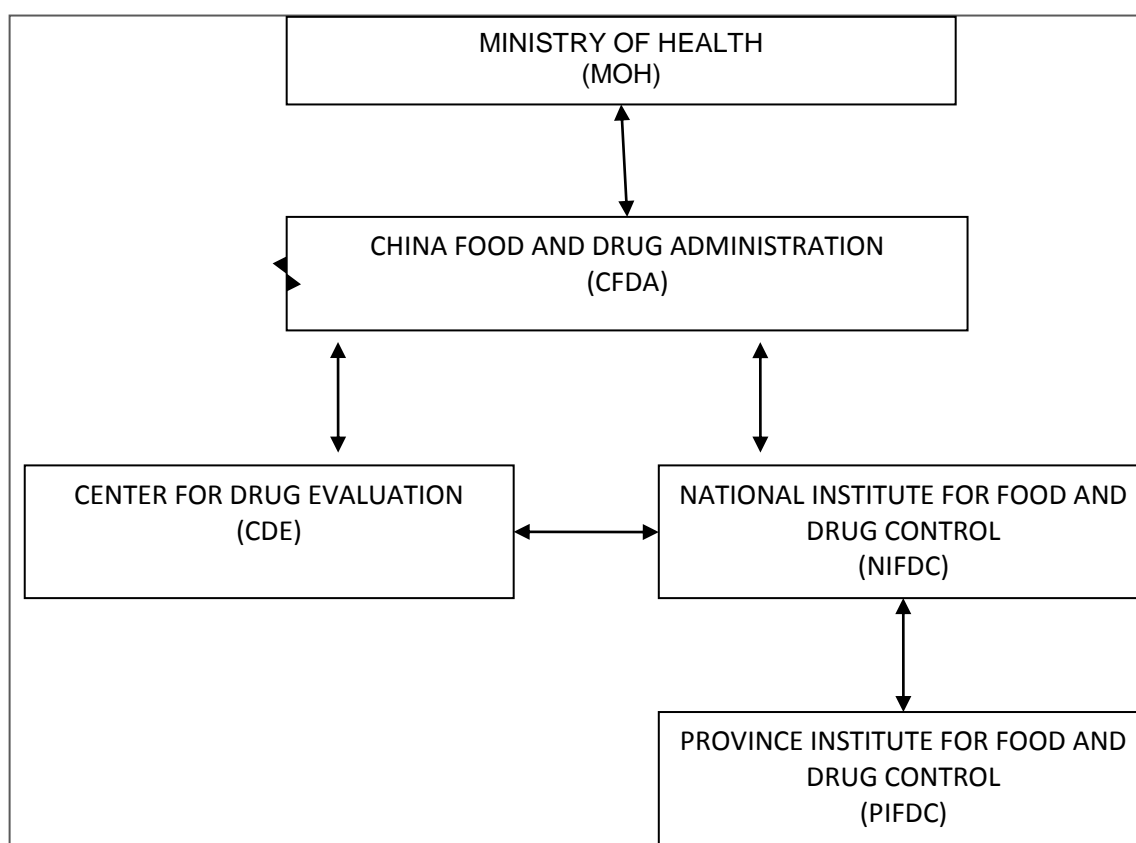 MINISTRY OF HEALTH
(MOH)
CHINA FOOD AND DRUG ADMINISTRATION
(CFDA)
CENTER FOR DRUG EVALUATION
(CDE)
NATIONAL INSTITUTE FOR FOOD AND
DRUG CONTROL
(NIFDC)
PROVINCE INSTITUTE FOR FOOD AND
DRUG CONTROL
(PIFDC)